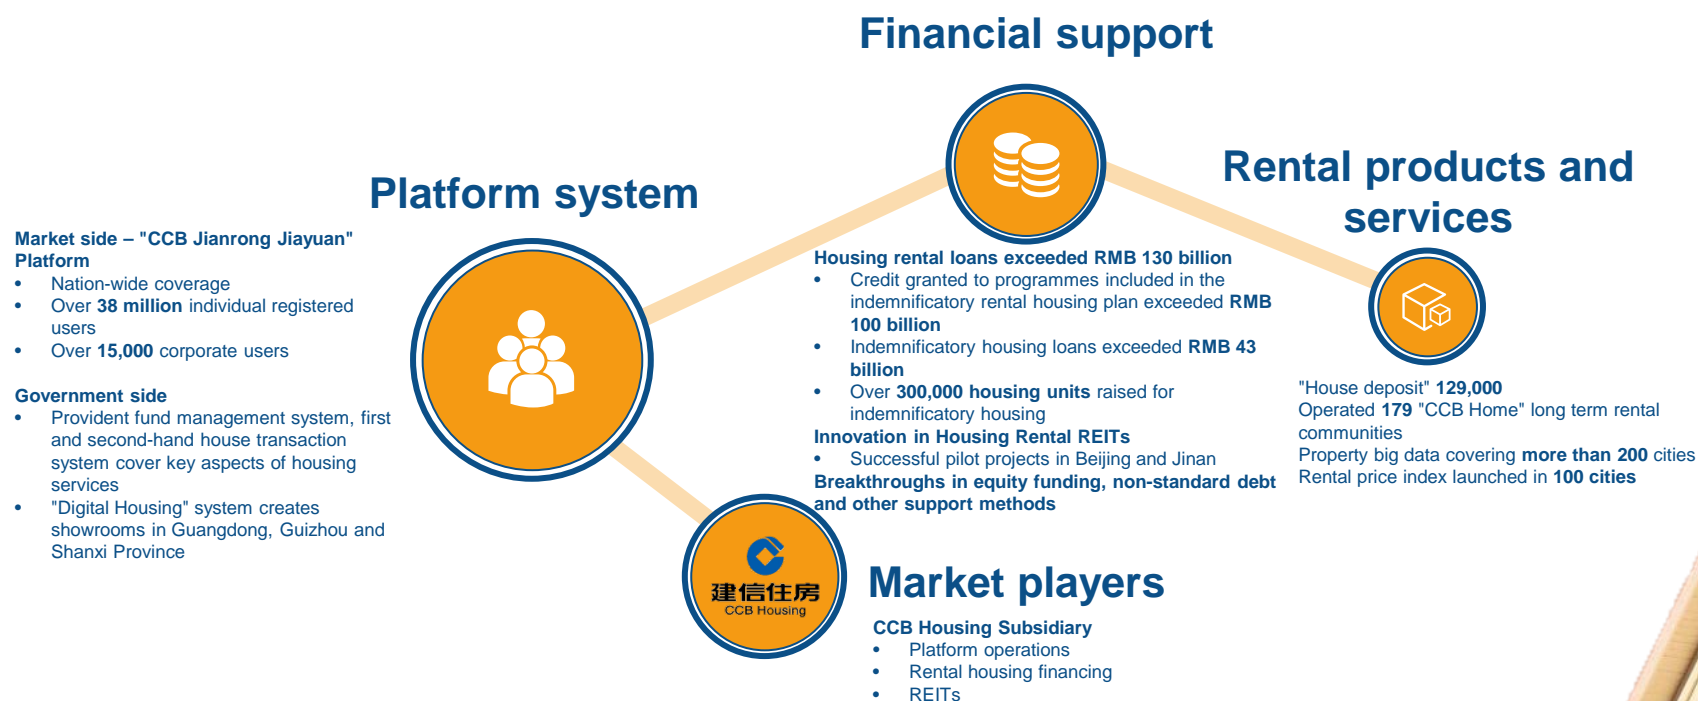 Financial support
Platform system
Rental products and
services
Market side – "CCB Jianrong Jiayuan"
Platform
• Nation-wide coverage
• Over 38 million individual registered
users
• Over 15,000 corporate users
Government side
• Provident fund management system, first
and second-hand house transaction
system cover key aspects of housing
services
• "Digital Housing" system creates
showrooms in Guangdong, Guizhou and
Shanxi Province
Housing rental loans exceeded RMB 130 billion
• Credit granted to programmes included in the
indemnificatory rental housing plan exceeded RMB
100 billion
• Indemnificatory housing loans exceeded RMB 43
billion
• Over 300,000 housing units raised for
indemnificatory housing
Innovation in Housing Rental REITs
• Successful pilot projects in Beijing and Jinan
Breakthroughs in equity funding, non-standard debt
and other support methods
"House deposit" 129,000
Operated 179 "CCB Home" long term rental
communities
Property big data covering more than 200 cities
Rental price index launched in 100 cities
建信住房
CCB Housing
Market players
CCB Housing Subsidiary
• Platform operations
• Rental housing financing
• REITs